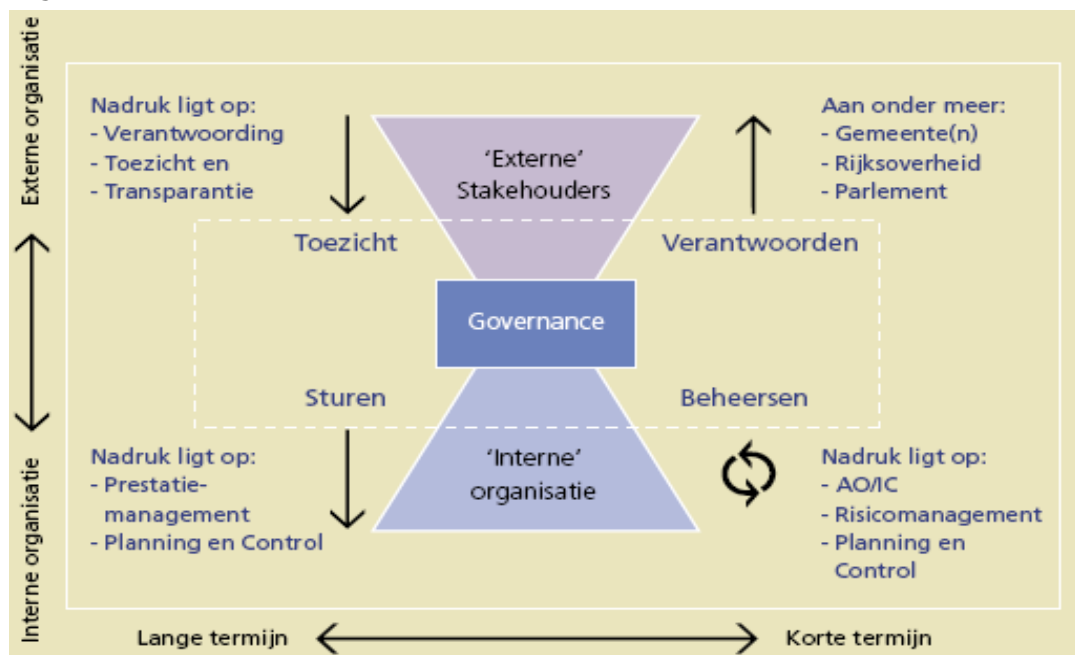 Externe organisatie
Nadruk ligt op:
- Verantwoording
- Toezicht en
- Transparantie
'Externe'
Stakehouders
Aan onder meer:
- Gemeente(n)
- Rijksoverheid
- Parlement
Toezicht
Verantwoorden
Governance
Sturen
Beheersen
Interne organisatie
Nadruk ligt op:
- Prestatie-
management
- Planning en Control
'Interne'
organisatie
Nadruk ligt op:
- AO/IC
- Risicomanagement
- Planning en
Control
Lange termijn
Korte termijn